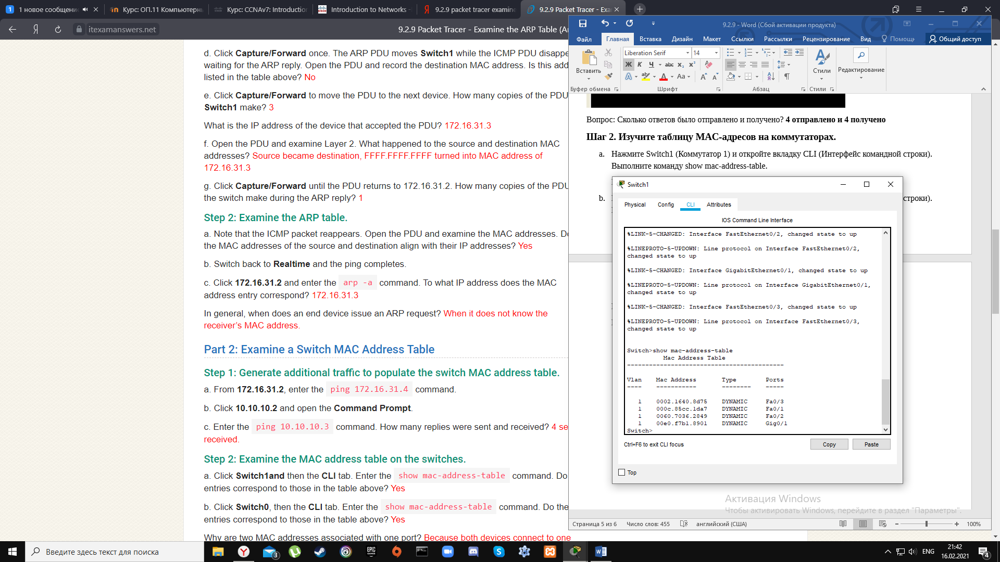 1 новое сообщение
Курс: ОП.11 Компьютерн
Курс: CCNAv7: Introduction
Introduction to Networks -
9.2.9 packet tracer examine
9.2.9 Packet Tracer - Exa
itexamanswers.net
9.2.9 Packet Tracer - Examine the ARP Table (A
d. Click Capture/Forward once. The ARP PDU moves Switch1 while the ICMP PDU disappe
waiting for the ARP reply. Open the PDU and record the destination MAC address. Is this add
listed in the table above? No
e. Click Capture/Forward to move the PDU to the next device. How many copies of the PDU
Switch1 make? 3
What is the IP address of the device that accepted the PDU? 172.16.31.3
f. Open the PDU and examine Layer 2. What happened to the source and destination MAC
addresses? Source became destination, FFFF.FFFF.FFFF turned into MAC address of
172.16.31.3
g. Click Capture/Forward until the PDU returns to 172.16.31.2. How many copies of the PDU
the switch make during the ARP reply? 1
Step 2: Examine the ARP table.
a. Note that the ICMP packet reappears. Open the PDU and examine the MAC addresses. Do
the MAC addresses of the source and destination align with their IP addresses? Yes
b. Switch back to Realtime and the ping completes.
c. Click 172.16.31.2 and enter the arp -a command. To what IP address does the MAC
address entry correspond? 172.16.31.3
In general, when does an end device issue an ARP request? When it does not know the
receiver's MAC address.
Part 2: Examine a Switch MAC Address Table
Step 1: Generate additional traffic to populate the switch MAC address table.
a. From 172.16.31.2, enter the ping 172.16.31.4 command.
b. Click 10.10.10.2 and open the Command Prompt.
c. Enter the ping 10.10.10.3 command. How many replies were sent and received? 4 se
received.
Step 2: Examine the MAC address table on the switches.
a. Click Switch1and then the CLI tab. Enter the show mac-address-table command. Do
entries correspond to those in the table above? Yes
b. Click Switch0, then the CLI tab. Enter the show mac-address-table command. Do the
entries correspond to those in the table above? Yes
Why are two MAC addresses associated with one port? Because both devices connect to one
9.2.9 - Word (Сбой активации продукта)
Файл Главная Вставка Дизайн Макет Ссылки Рассылки Рецензирование Вид Помощь Общий доступ
Вставить
Liberation Serif 14
Ж К Ч abc x₂ x²
Aa
Стили
Редактирование
Буфер обмена Шрифт Абзац Стили
Вопрос: Сколько ответов было отправлено и получено? 4 отправлено и 4 получено
Шаг 2. Изучите таблицу MAC-адресов на коммутаторах.
a. Нажмите Switch1 (Коммутатор 1) и откройте вкладку CLI (Интерфейс командной строки).
Выполните команду show mac-address-table.
b.
строки).
Switch1
Physical Config CLI Attributes
IOS Command Line Interface
%LINK-5-CHANGED: Interface FastEthernet0/2, changed state to up
%LINEPROTO-5-UPDOWN: Line protocol on Interface FastEthernet0/2,
changed state to up
%LINK-5-CHANGED: Interface GigabitEthernet0/1, changed state to up
%LINEPROTO-5-UPDOWN: Line protocol on Interface GigabitEthernet0/1,
changed state to up
%LINK-5-CHANGED: Interface FastEthernet0/3, changed state to up
%LINEPROTO-5-UPDOWN: Line protocol on Interface FastEthernet0/3,
changed state to up
Switch>show mac-address-table
Mac Address Table
-------------------------------------------
Vlan Mac Address Type Ports
---- ----------- -------- -----
1 0002.1640.8d75 DYNAMIC Fa0/3
1 000c.85cc.1da7 DYNAMIC Fa0/1
1 0060.7036.2849 DYNAMIC Fa0/2
1 00e0.f7b1.8901 DYNAMIC Gig0/1
Switch>
Ctrl+F6 to exit CLI focus
Copy Paste
Top
Активация Windows
Чтобы активировать Windows, перейдите в раздел "Параметры".
Страница 5 из 6 Число слов: 455 английский (США) 100%
Введите здесь текст для поиска
3
EPIC GAMES
ENG
21:42
16.02.2021
4